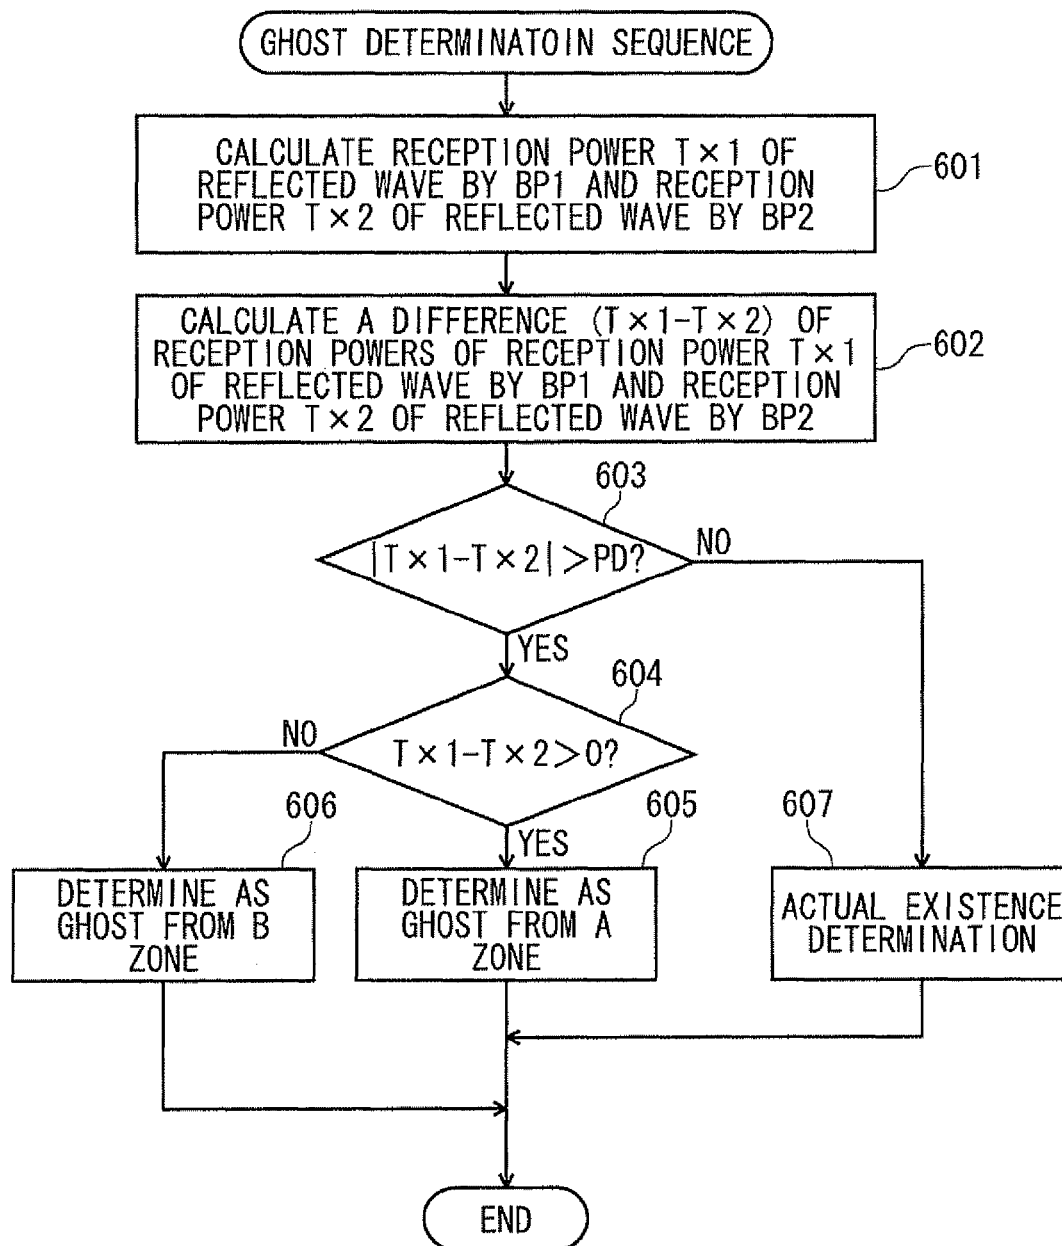 GHOST DETERMINATOIN SEQUENCE
CALCULATE RECEPTION POWER T×1 OF
REFLECTED WAVE BY BP1 AND RECEPTION
POWER T×2 OF REFLECTED WAVE BY BP2
601
CALCULATE A DIFFERENCE (T×1-T×2) OF
RECEPTION POWERS OF RECEPTION POWER T×1
OF REFLECTED WAVE BY BP1 AND RECEPTION
POWER T×2 OF REFLECTED WAVE BY BP2
602
603
|T×1-T×2|>PD?
NO
YES
604
T×1-T×2>0?
NO
YES
606
DETERMINE AS
GHOST FROM B
ZONE
605
DETERMINE AS
GHOST FROM A
ZONE
607
ACTUAL EXISTENCE
DETERMINATION
END